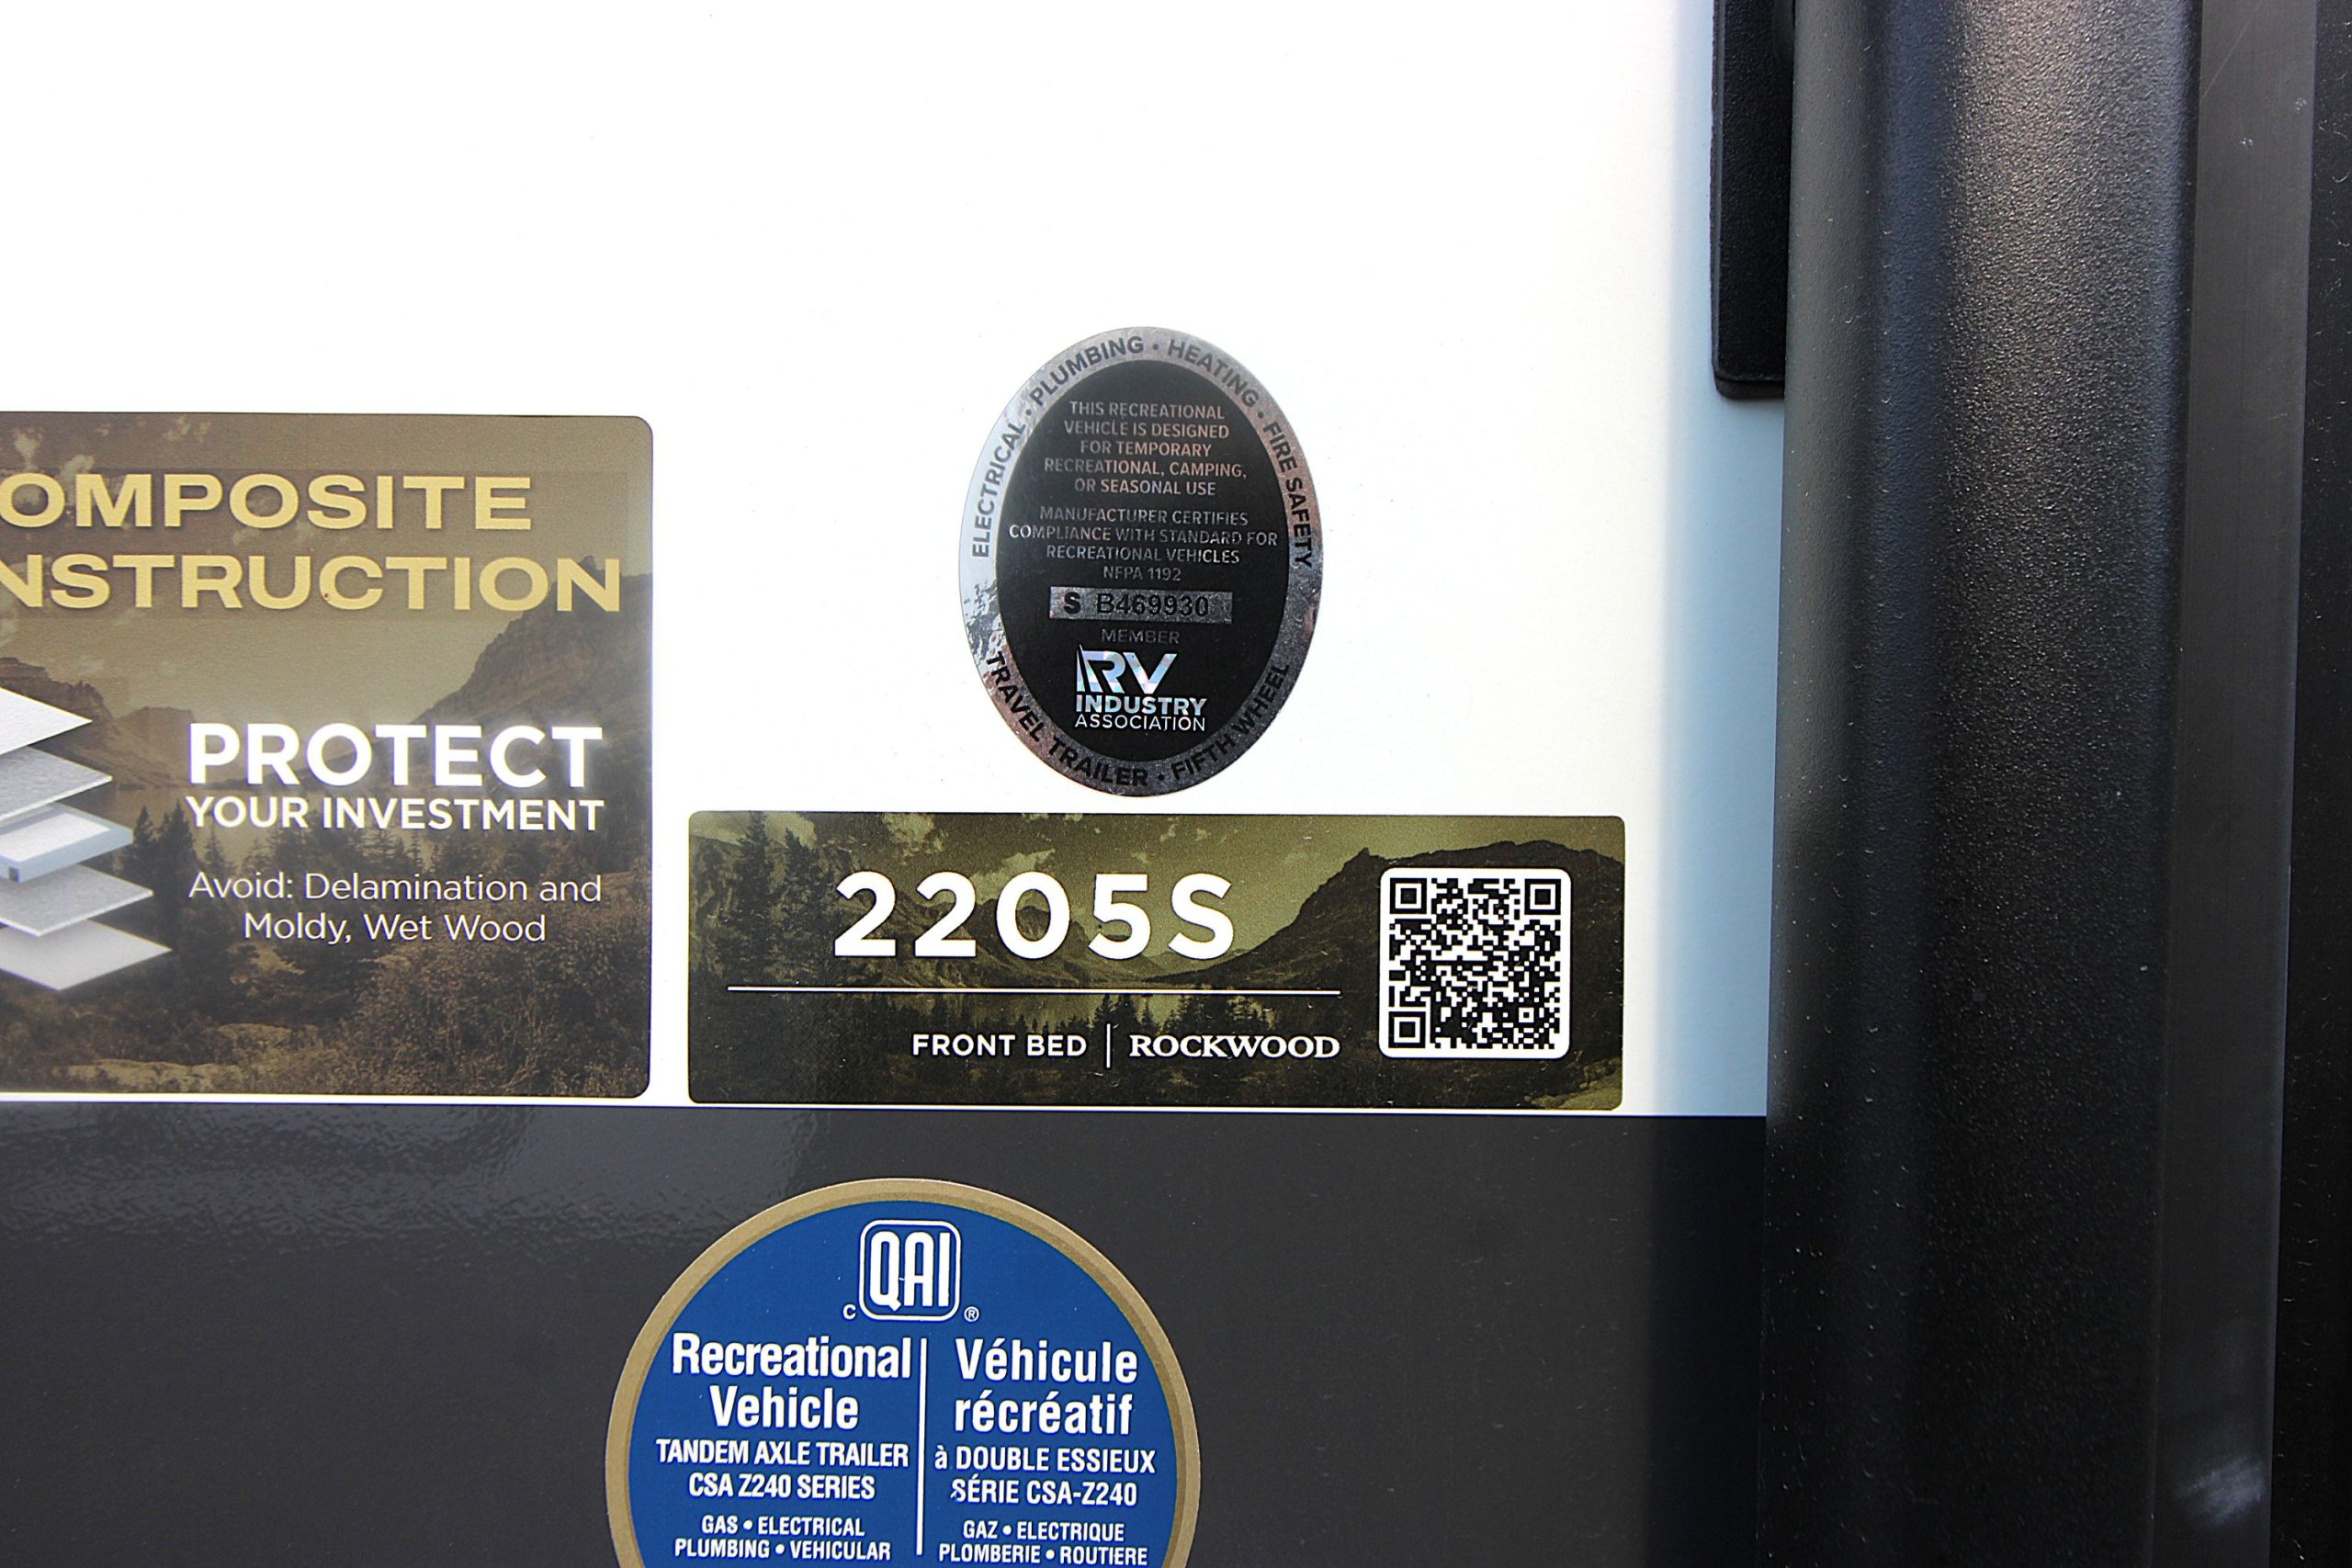 OMPOSITE
NSTRUCTION
PROTECT
YOUR INVESTMENT
Avoid: Delamination and
Moldy, Wet Wood
ELECTRICAL • PLUMBING • HEATING • FIRE SAFETY
THIS RECREATIONAL
VEHICLE IS DESIGNED
FOR TEMPORARY
RECREATIONAL, CAMPING,
OR SEASONAL USE
MANUFACTURER CERTIFIES
COMPLIANCE WITH STANDARD FOR
RECREATIONAL VEHICLES
NFPA 1192
S B469930
MEMBER
RV
INDUSTRY
ASSOCIATION
TRAVEL TRAILER • FIFTH WHEEL
2205S
FRONT BED | ROCKWOOD
QAI
C ®
Recreational
Vehicle
TANDEM AXLE TRAILER
CSA Z240 SERIES
GAS • ELECTRICAL
PLUMBING • VEHICULAR
Véhicule
récréatif
à DOUBLE ESSIEUX
SÉRIE CSA-Z240
GAZ • ELECTRIQUE
PLOMBERIE • ROUTIERE